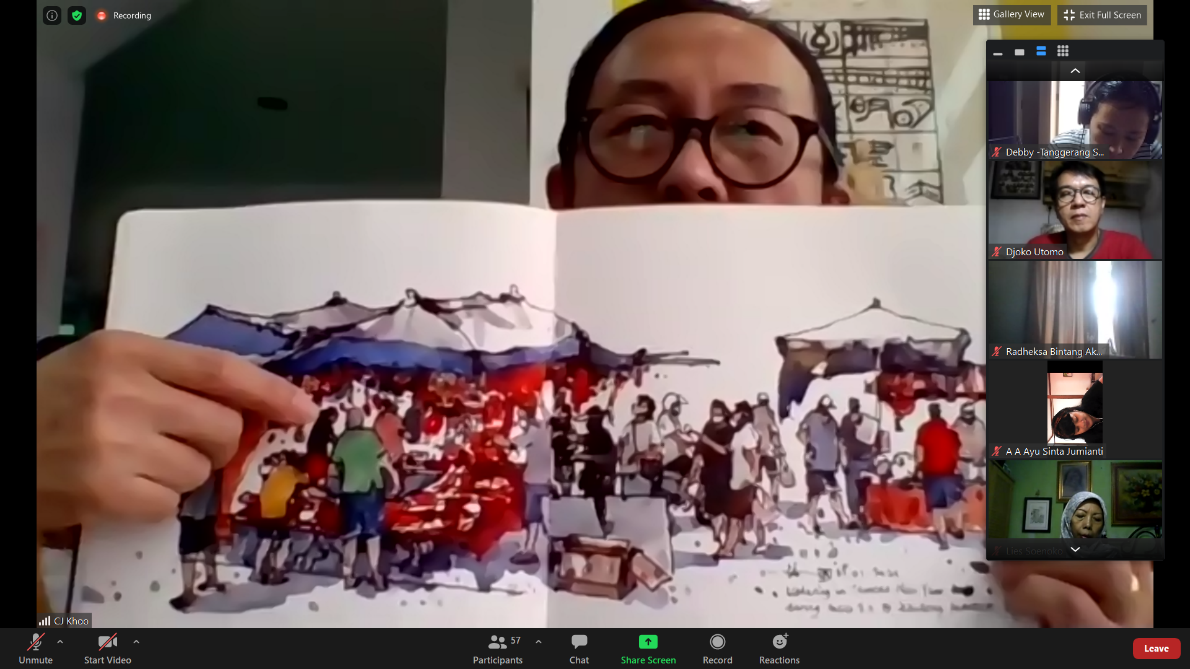 Recording
Gallery View
Exit Full Screen
Debby -Tanggerang S...
Djoko Utomo
Radheksa Bintang Ak...
A A Ayu Sinta Jumianti
CJ Khoo
Unmute
Start Video
57
Participants
Chat
Share Screen
Record
Reactions
Leave